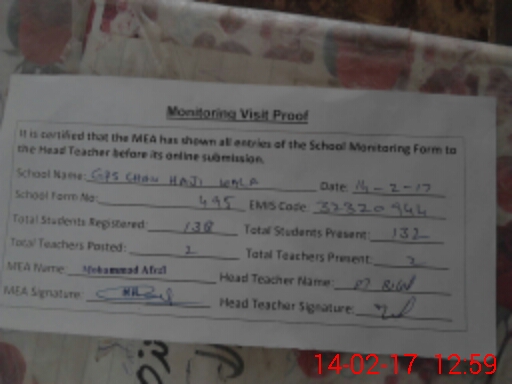 Monitoring Visit Proof
It is certified that the MEA has shown all entries of the School Monitoring Form to
the Head Teacher before its online submission.
School Name: GPS CHAH HAJI WALA Date: 14-2-17
School Form No: 495 EMIS Code: 37320944
Total Students Registered: 138 Total Students Present: 132
Total Teachers Posted: 2 Total Teachers Present: 2
MEA Name: Mohammad Afzal Head Teacher Name: M
MEA Signature: Head Teacher Signature:
14-02-17 12:59